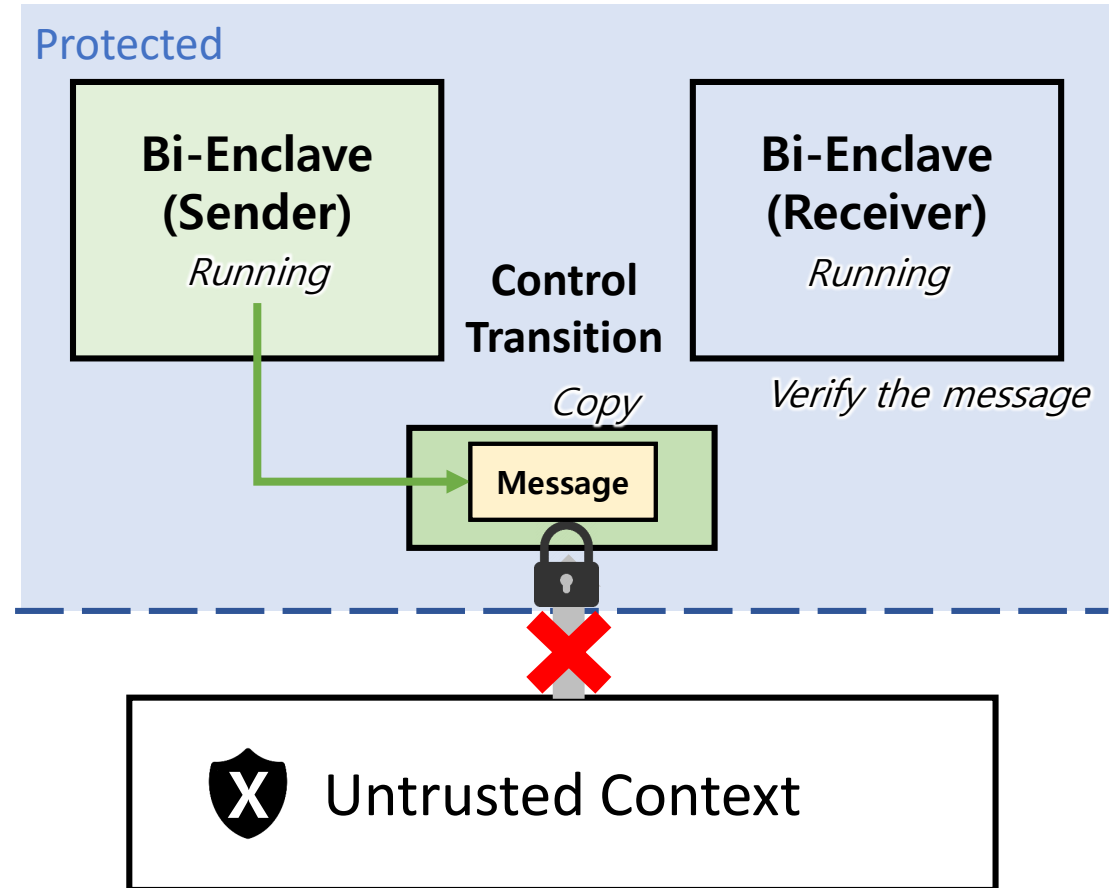 Protected
Bi-Enclave
(Sender)
Running
Bi-Enclave
(Receiver)
Running
Control
Transition
Copy
Verify the message
Message
X
Untrusted Context